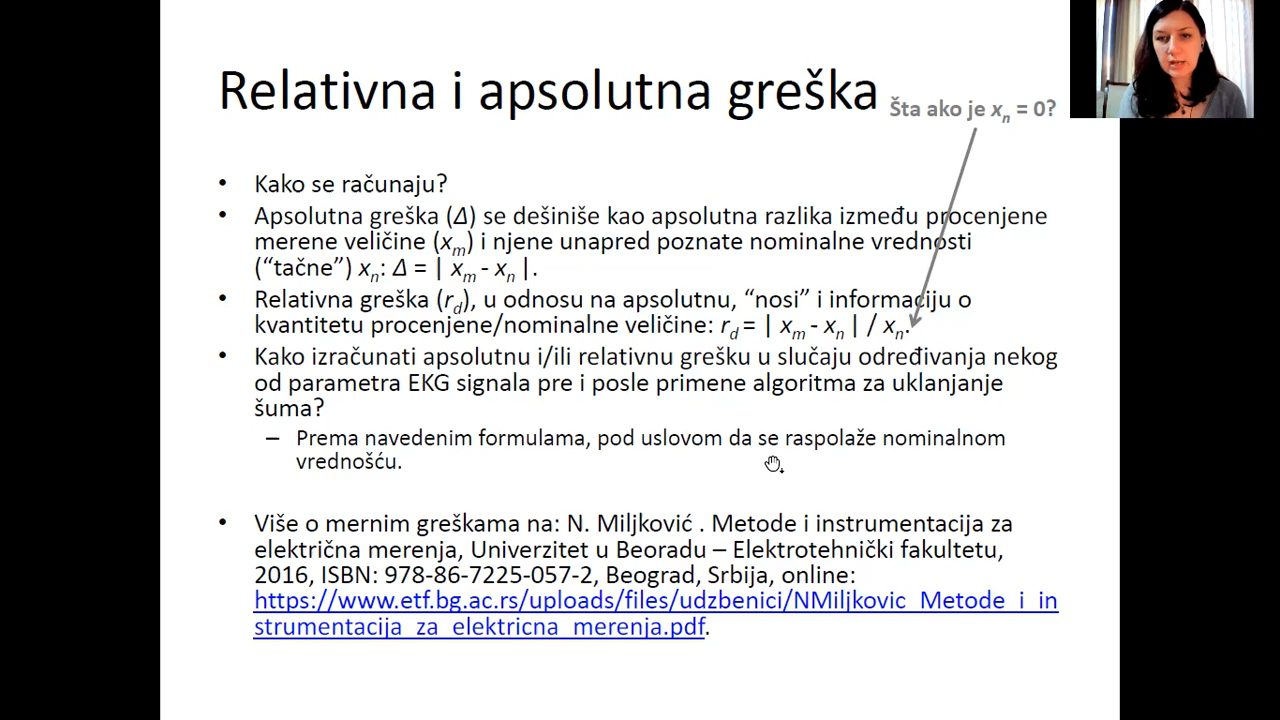 Relativna i apsolutna greška
Šta ako je xn = 0?
• Kako se računaju?
• Apsolutna greška (Δ) se dešiniše kao apsolutna razlika između procenjene
merene veličine (xm) i njene unapred poznate nominalne vrednosti
(“tačne”) xn: Δ = | xm - xn |.
• Relativna greška (rd), u odnosu na apsolutnu, “nosi” i informaciju o
kvantitetu procenjene/nominalne veličine: rd = | xm - xn | / xn.
• Kako izračunati apsolutnu i/ili relativnu grešku u slučaju određivanja nekog
od parametra EKG signala pre i posle primene algoritma za uklanjanje
šuma?
– Prema navedenim formulama, pod uslovom da se raspolaže nominalnom
vrednošću.
• Više o mernim greškama na: N. Miljković . Metode i instrumentacija za
električna merenja, Univerzitet u Beoradu – Elektrotehnički fakultetu,
2016, ISBN: 978-86-7225-057-2, Beograd, Srbija, online:
https://www.etf.bg.ac.rs/uploads/files/udzbenici/NMiljkovic_Metode_i_in
strumentacija_za_elektricna_merenja.pdf.